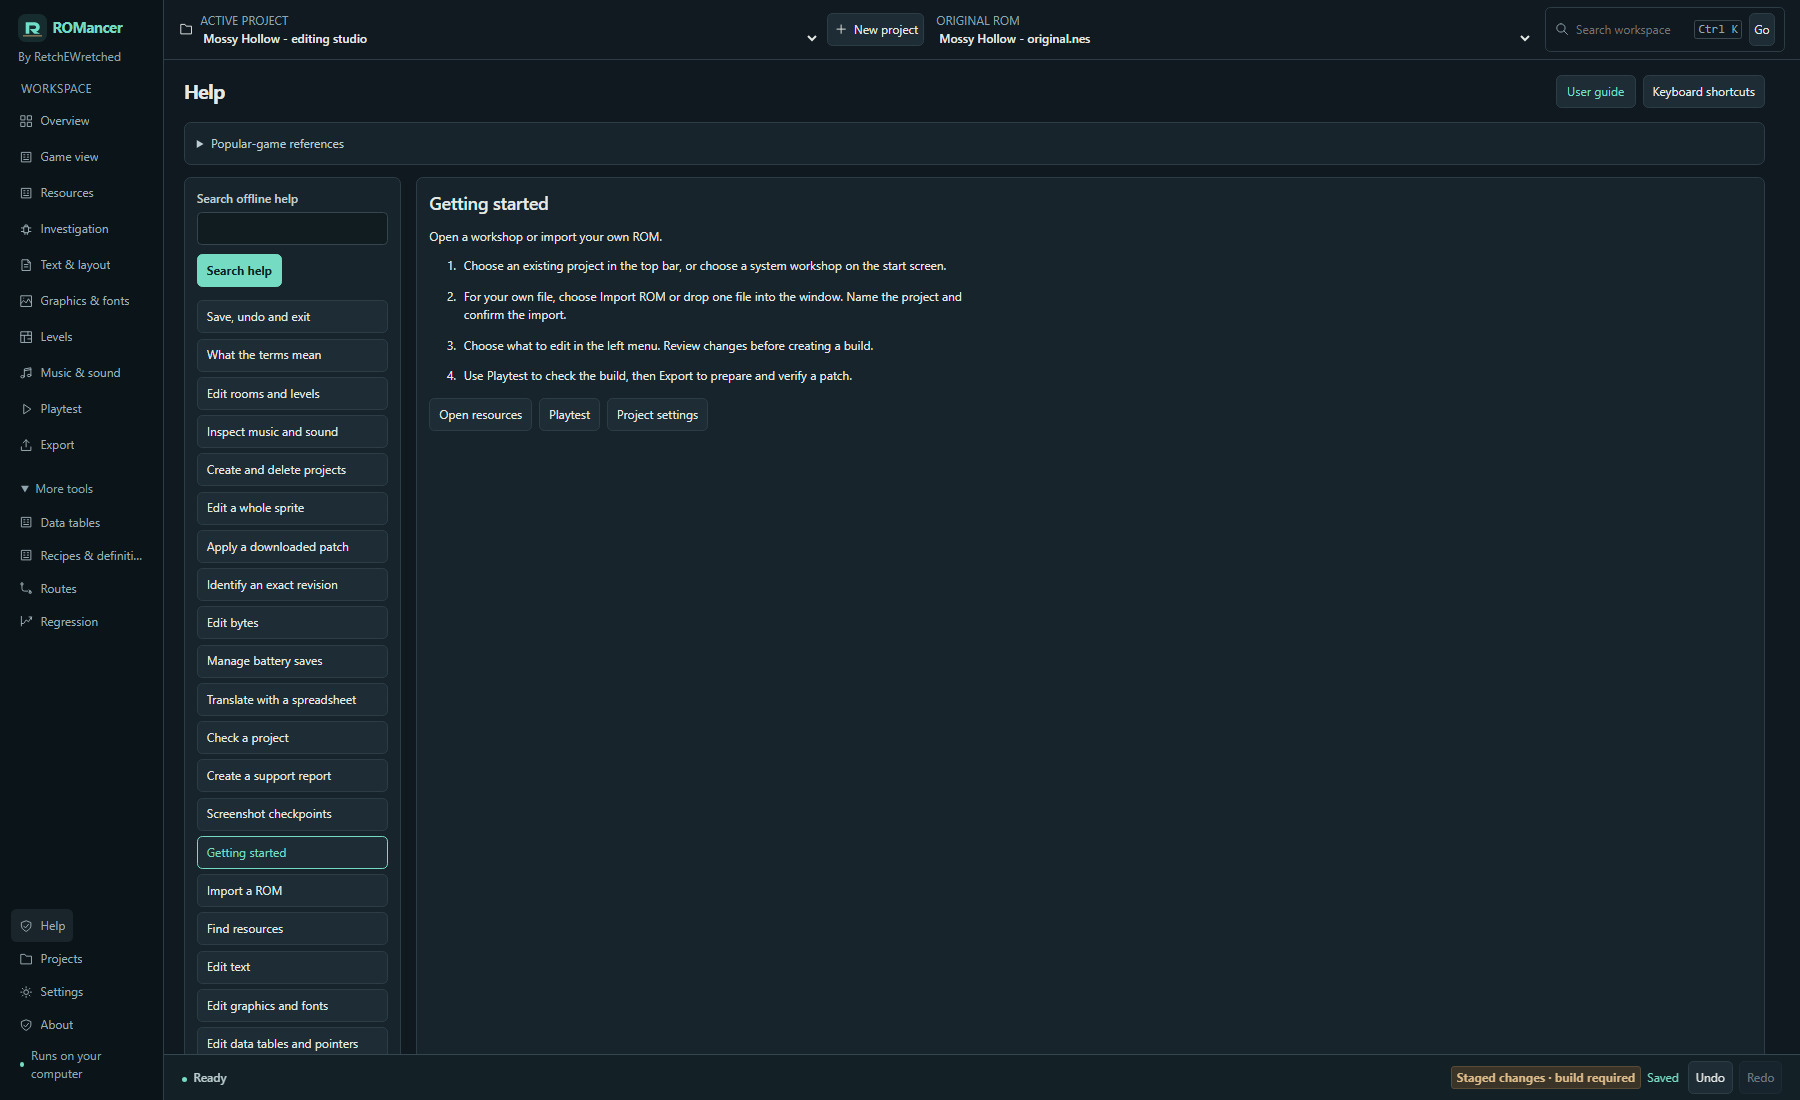 ROMancer
By RetchEWretched
WORKSPACE
Overview
Game view
Resources
Investigation
Text & layout
Graphics & fonts
Levels
Music & sound
Playtest
Export
More tools
Data tables
Recipes & definiti...
Routes
Regression
Help
Projects
Settings
About
Runs on your
computer
ACTIVE PROJECT
Mossy Hollow - editing studio
New project
ORIGINAL ROM
Mossy Hollow - original.nes
Search workspace
Ctrl K
Go
Help
User guide
Keyboard shortcuts
Popular-game references
Search offline help
Search help
Save, undo and exit
What the terms mean
Edit rooms and levels
Inspect music and sound
Create and delete projects
Edit a whole sprite
Apply a downloaded patch
Identify an exact revision
Edit bytes
Manage battery saves
Translate with a spreadsheet
Check a project
Create a support report
Screenshot checkpoints
Getting started
Import a ROM
Find resources
Edit text
Edit graphics and fonts
Edit data tables and pointers
Getting started
Open a workshop or import your own ROM.
1. Choose an existing project in the top bar, or choose a system workshop on the start screen.
2. For your own file, choose Import ROM or drop one file into the window. Name the project and
confirm the import.
3. Choose what to edit in the left menu. Review changes before creating a build.
4. Use Playtest to check the build, then Export to prepare and verify a patch.
Open resources
Playtest
Project settings
Ready
Staged changes · build required
Saved
Undo
Redo